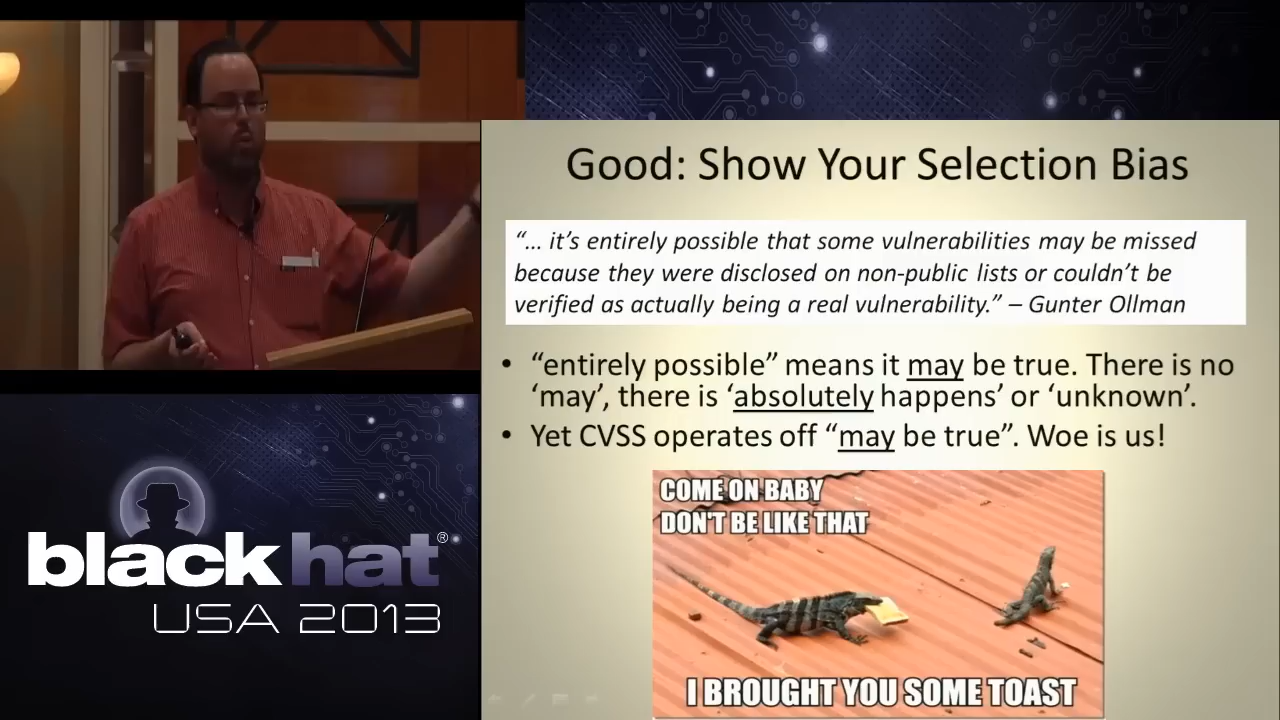 Good: Show Your Selection Bias
“... it’s entirely possible that some vulnerabilities may be missed
because they were disclosed on non-public lists or couldn’t be
verified as actually being a real vulnerability.” – Gunter Ollman
• “entirely possible” means it may be true. There is no
‘may’, there is ‘absolutely happens’ or ‘unknown’.
• Yet CVSS operates off “may be true”. Woe is us!
COME ON BABY
DON'T BE LIKE THAT
I BROUGHT YOU SOME TOAST
blackhat®
USA 2013